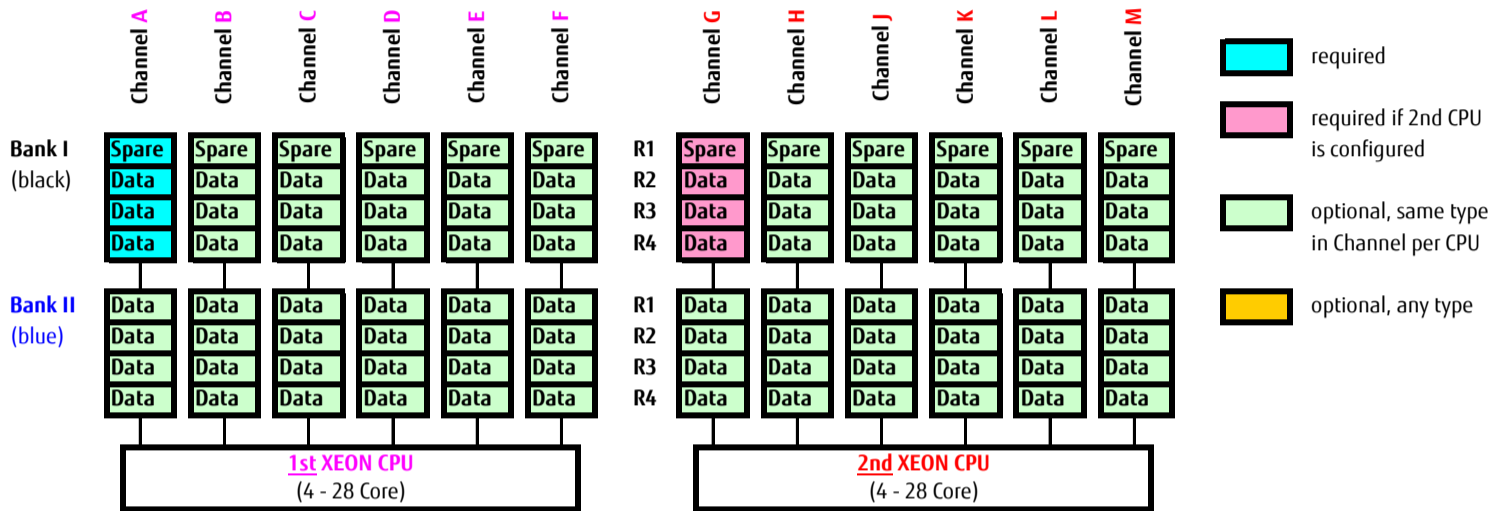 Channel A Channel B Channel C Channel D Channel E Channel F Channel G Channel H Channel J Channel K Channel L Channel M
required
required if 2nd CPU
is configured
optional, same type
in Channel per CPU
optional, any type
Bank I Spare Spare Spare Spare Spare Spare R1 Spare Spare Spare Spare Spare Spare
(black) Data Data Data Data Data Data R2 Data Data Data Data Data Data
Data Data Data Data Data Data R3 Data Data Data Data Data Data
Data Data Data Data Data Data R4 Data Data Data Data Data Data
Bank II Data Data Data Data Data Data R1 Data Data Data Data Data Data
(blue) Data Data Data Data Data Data R2 Data Data Data Data Data Data
Data Data Data Data Data Data R3 Data Data Data Data Data Data
Data Data Data Data Data Data R4 Data Data Data Data Data Data
1st XEON CPU 2nd XEON CPU
(4 - 28 Core) (4 - 28 Core)